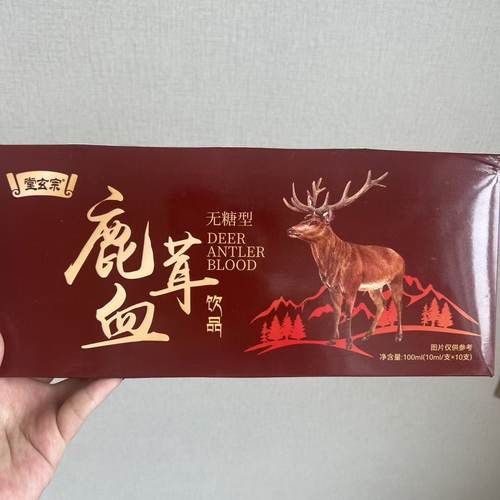 堂玄宗®
鹿茸血
无糖型
DEER
ANTLER
BLOOD
饮品
图片仅供参考
净含量:100ml(10ml/支×10支)